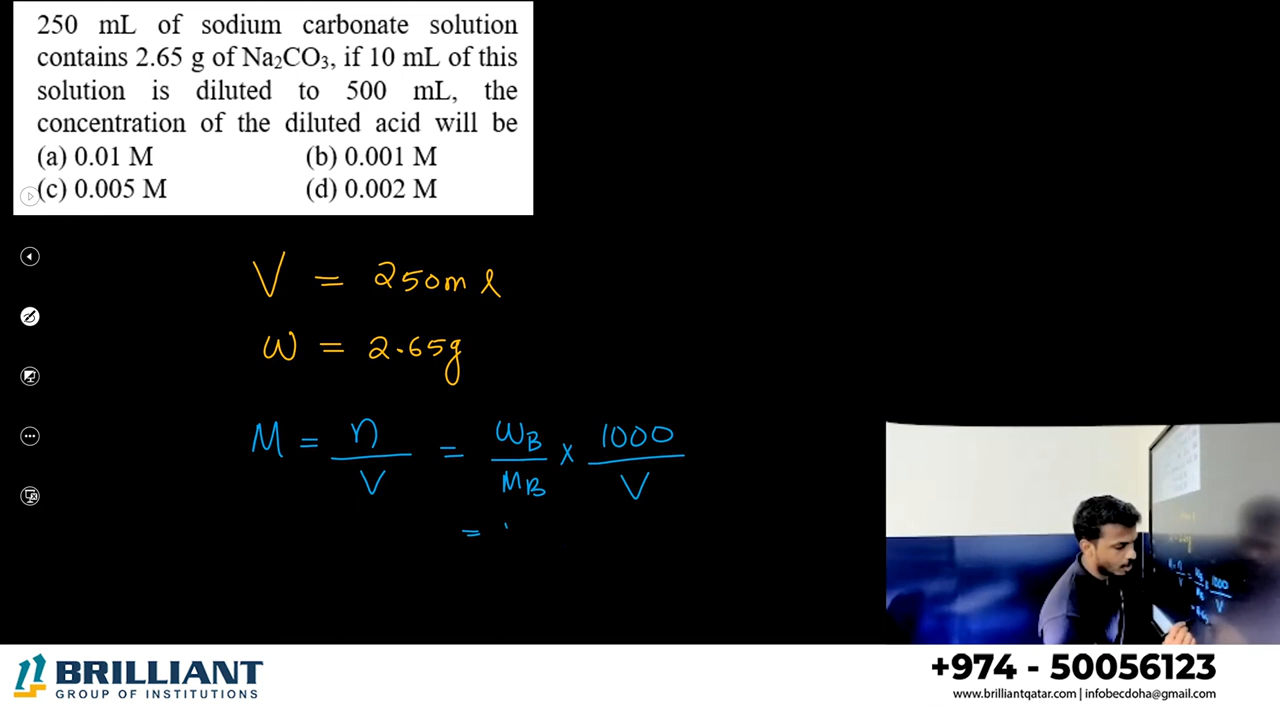 250 mL of sodium carbonate solution
contains 2.65 g of Na₂CO₃, if 10 mL of this
solution is diluted to 500 mL, the
concentration of the diluted acid will be
(a) 0.01 M (b) 0.001 M
(c) 0.005 M (d) 0.002 M
V = 250 m l
w = 2.65g
M = n/V = wB/MB × 1000/V
=
BRILLIANT
GROUP OF INSTITUTIONS
+974 - 50056123
www.brilliantqatar.com | infobecdoha@gmail.com